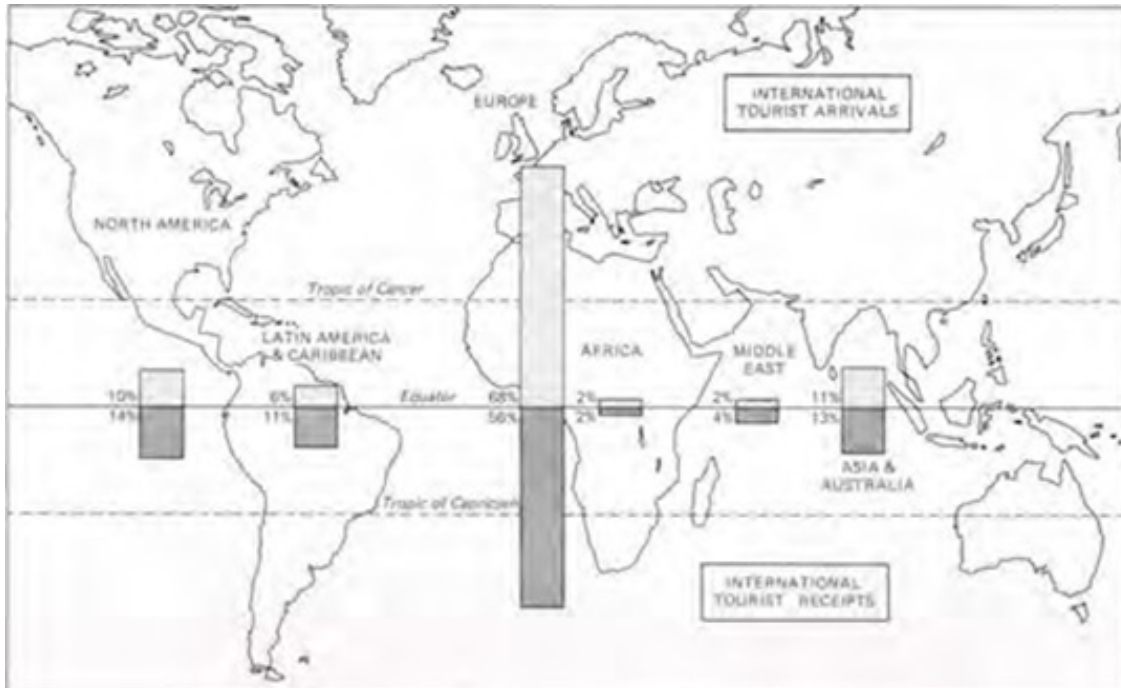 EUROPE
INTERNATIONAL
TOURIST ARRIVALS
NORTH AMERICA
Tropic of Cancer
LATIN AMERICA
& CARIBBEAN
AFRICA
MIDDLE
EAST
10%
6%
Equator
68%
2%
2%
11%
14%
11%
56%
2%
4%
13%
ASIA &
AUSTRALIA
Tropic of Capricorn
INTERNATIONAL
TOURIST RECEIPTS